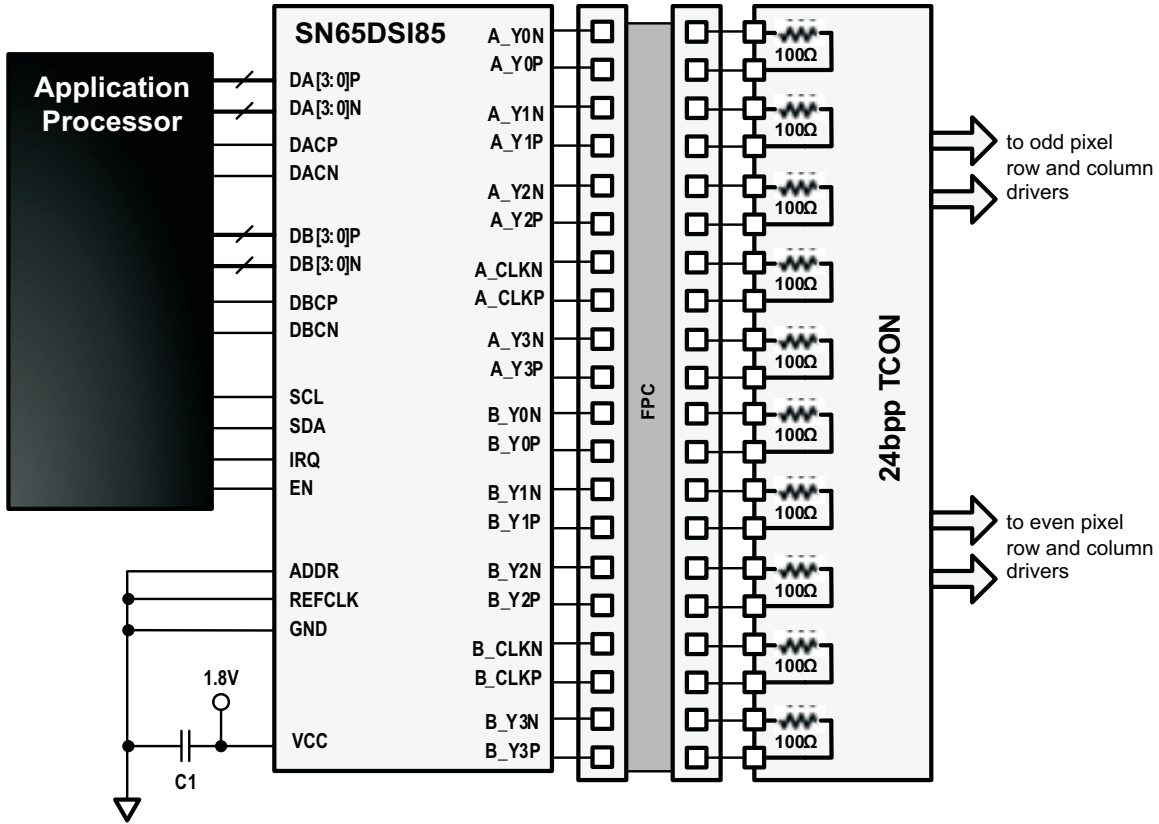 Application
Processor
SN65DSI85
DA[3:0]P
DA[3:0]N
DACP
DACN
DB[3:0]P
DB[3:0]N
DBCP
DBCN
SCL
SDA
IRQ
EN
ADDR
REFCLK
GND
VCC
1.8V
C1
A_Y0N
A_Y0P
A_Y1N
A_Y1P
A_Y2N
A_Y2P
A_CLKN
A_CLKP
A_Y3N
A_Y3P
B_Y0N
B_Y0P
B_Y1N
B_Y1P
B_Y2N
B_Y2P
B_CLKN
B_CLKP
B_Y3N
B_Y3P
FPC
100Ω
100Ω
100Ω
100Ω
100Ω
100Ω
100Ω
100Ω
100Ω
100Ω
24bpp TCON
to odd pixel
row and column
drivers
to even pixel
row and column
drivers